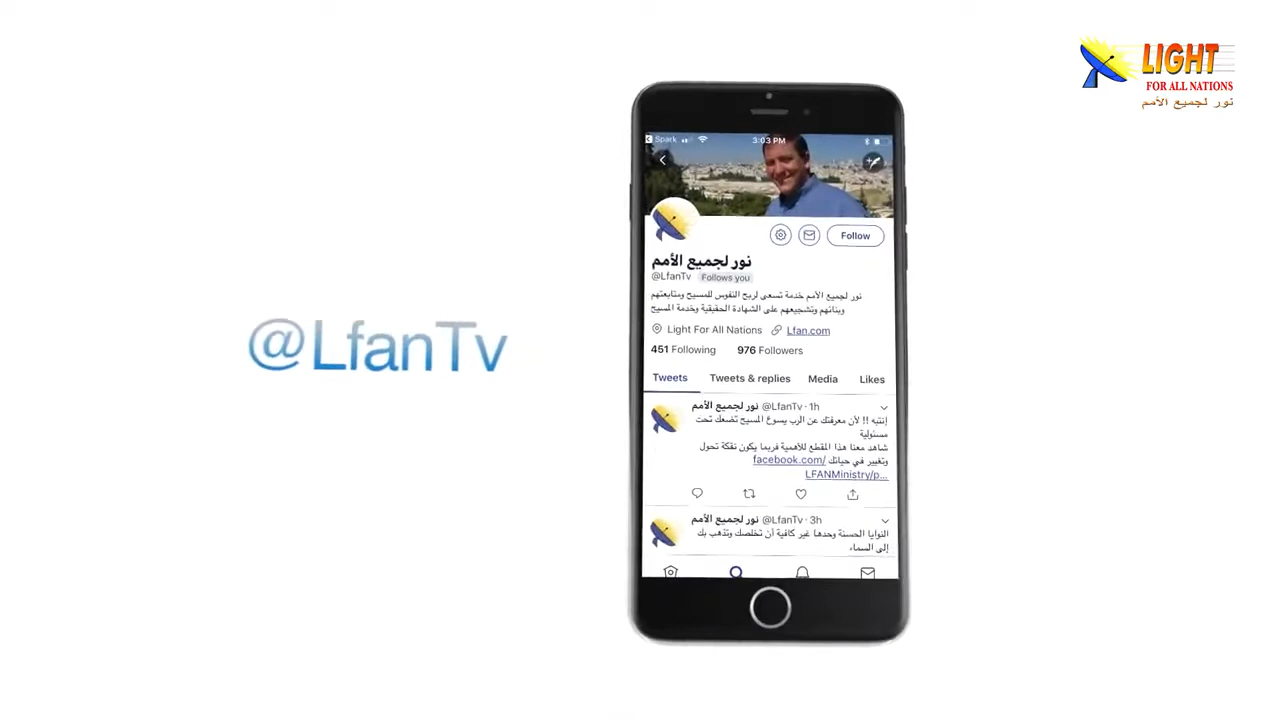 LIGHT
FOR ALL NATIONS
نور لجميع الأمم
@LfanTv
Spark
3:03 PM
Follow
نور لجميع الأمم
@LfanTv Follows you
نور لجميع الأمم خدمة تسعى لربح النفوس للمسيح ومتابعتهم
وبنائهم وتشجيعهم على الشهادة الحقيقية وخدمة المسيح
Light For All Nations Lfan.com
451 Following 976 Followers
Tweets Tweets & replies Media Likes
نور لجميع الأمم @LfanTv · 1h
إنتبه !! لأن معرفتك عن الرب يسوع المسيح تضعك تحت
مسئولية
شاهد معنا هذا المقطع للأهمية فربما يكون نقكة تحول
وتغيير في حياتك facebook.com/
LFANMinistry/p...
نور لجميع الأمم @LfanTv · 3h
النوايا الحسنة وحدها غير كافية أن تخلصك وتذهب بك
إلى السماء